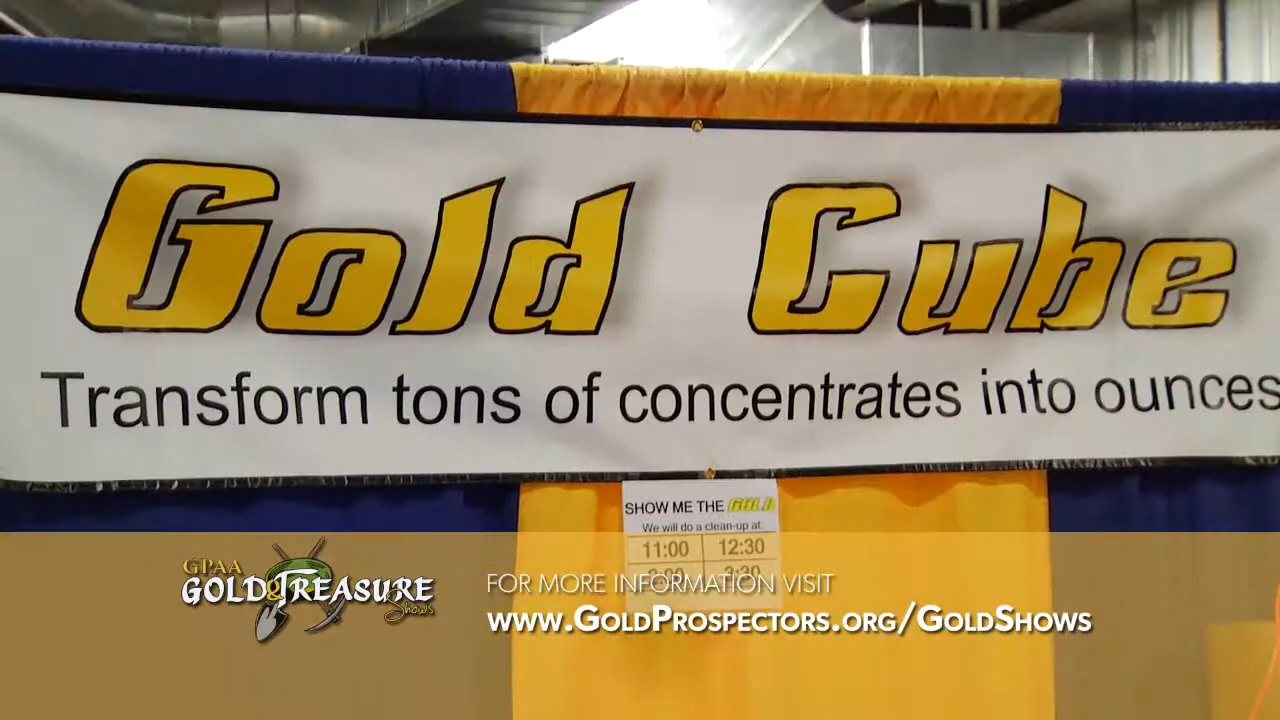 Gold Cube
Transform tons of concentrates into ounces
SHOW ME THE GOLD
We will do a clean-up at:
11:00 12:30
GPAA
GOLD & TREASURE
Shows
FOR MORE INFORMATION VISIT
www.GoldProspectors.org/GoldShows